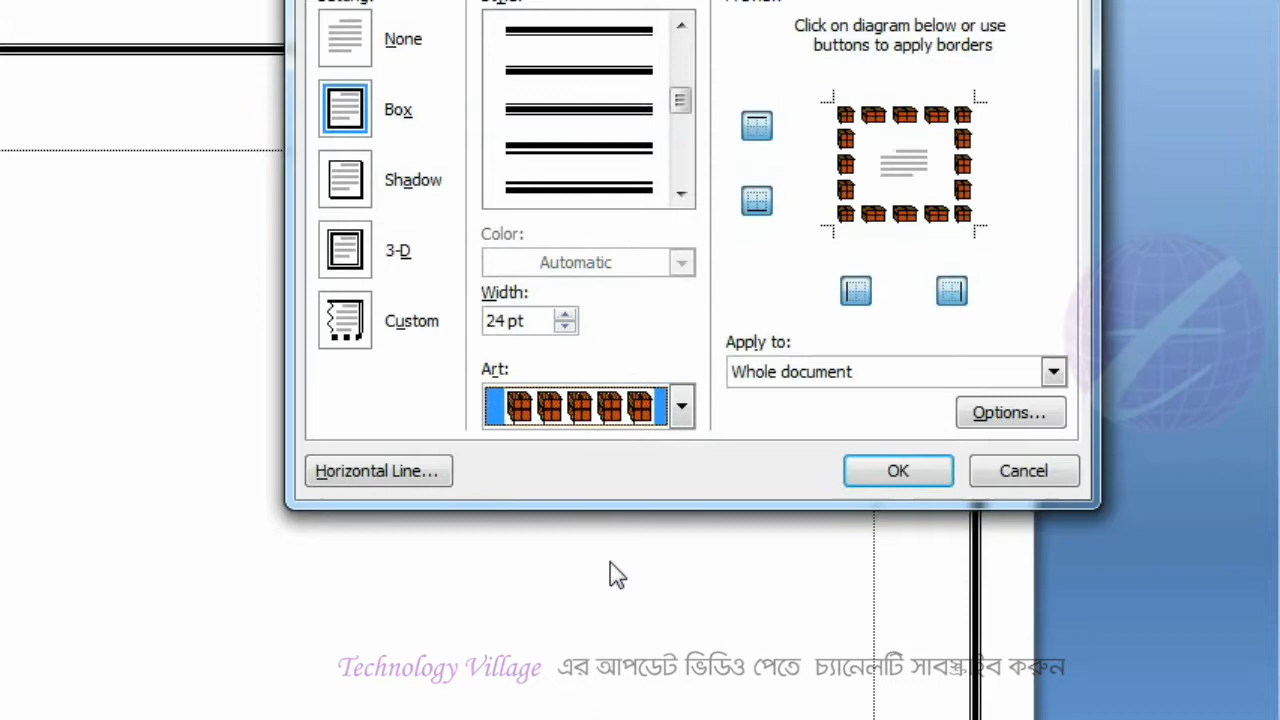 None
Box
Shadow
3-D
Custom
Color:
Automatic
Width:
24 pt
Art:
Click on diagram below or use
buttons to apply borders
Apply to:
Whole document
Options...
Horizontal Line...
OK
Cancel
Technology Village এর আপডেট ভিডিও পেতে চ্যানেলটি সাবস্ক্রাইব করুন